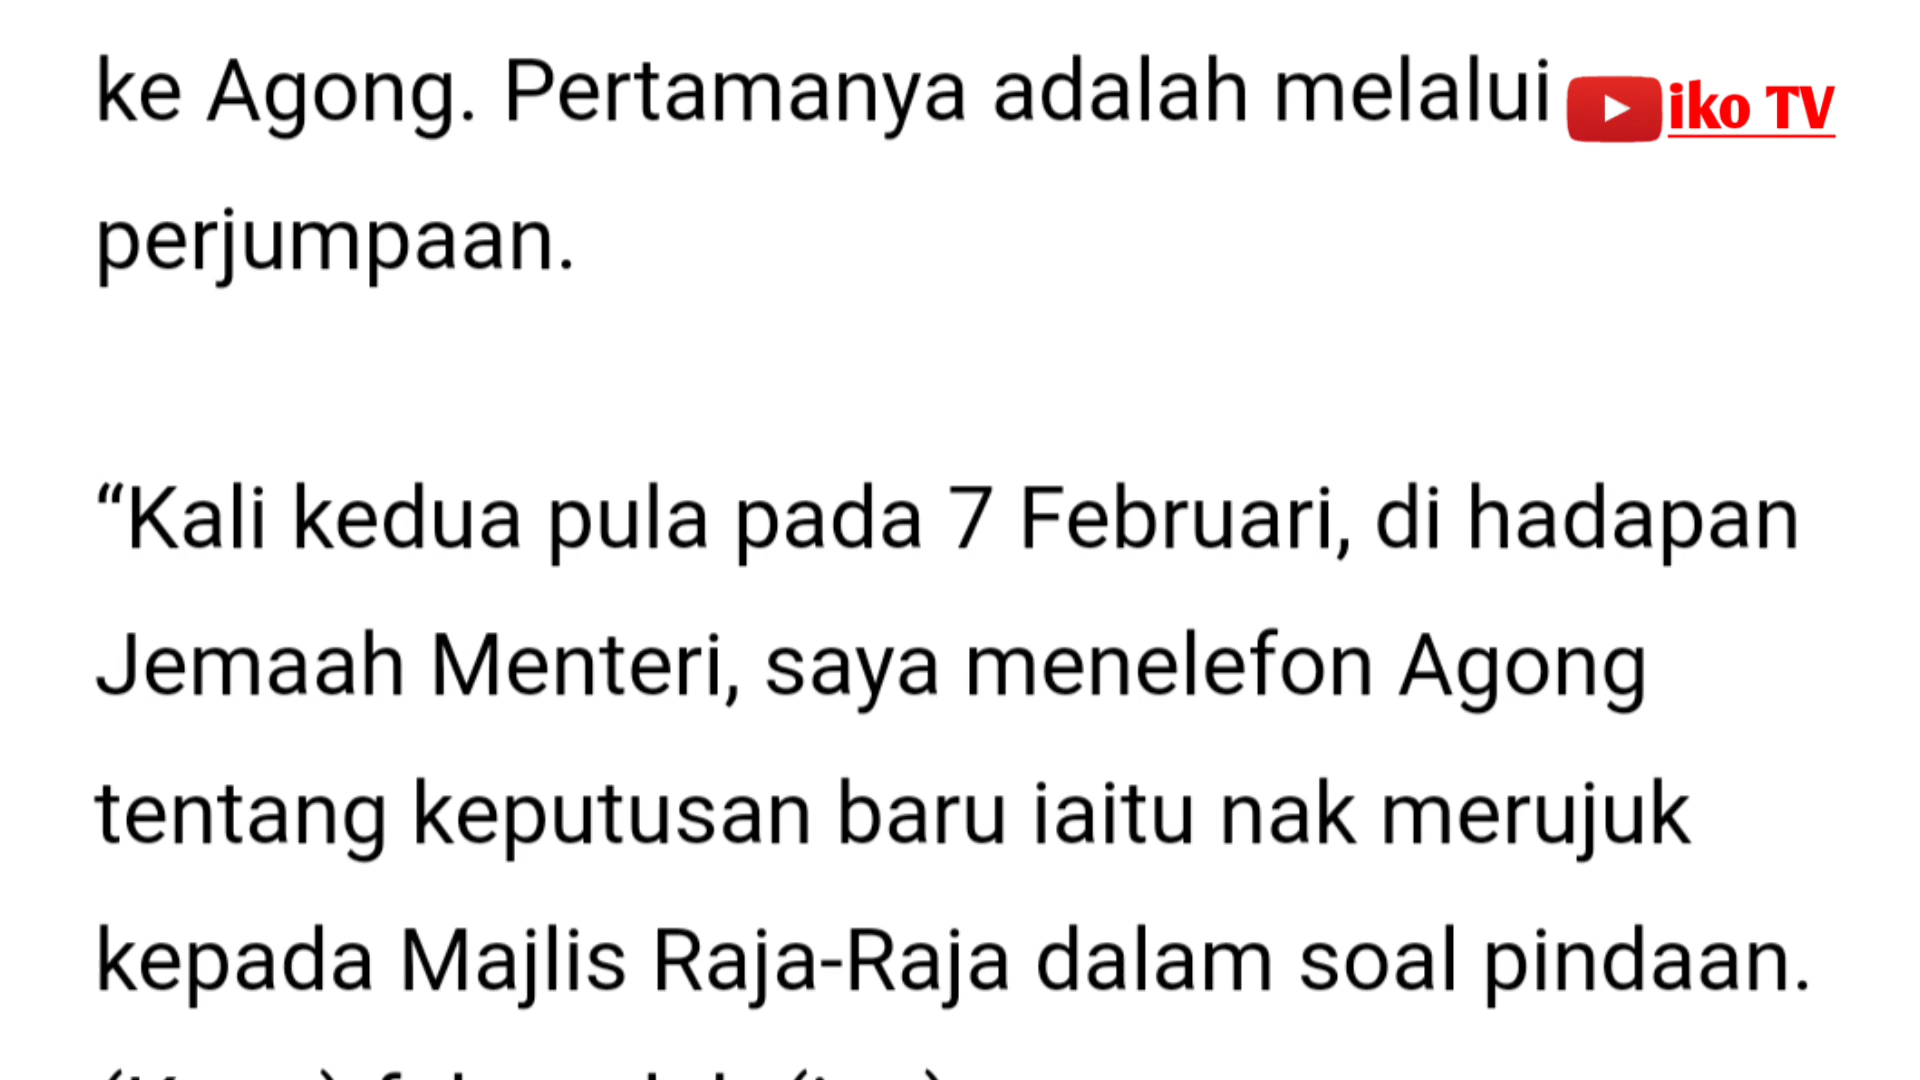 ke Agong. Pertamanya adalah melalui
iko TV
perjumpaan.
“Kali kedua pula pada 7 Februari, di hadapan
Jemaah Menteri, saya menelefon Agong
tentang keputusan baru iaitu nak merujuk
kepada Majlis Raja-Raja dalam soal pindaan.